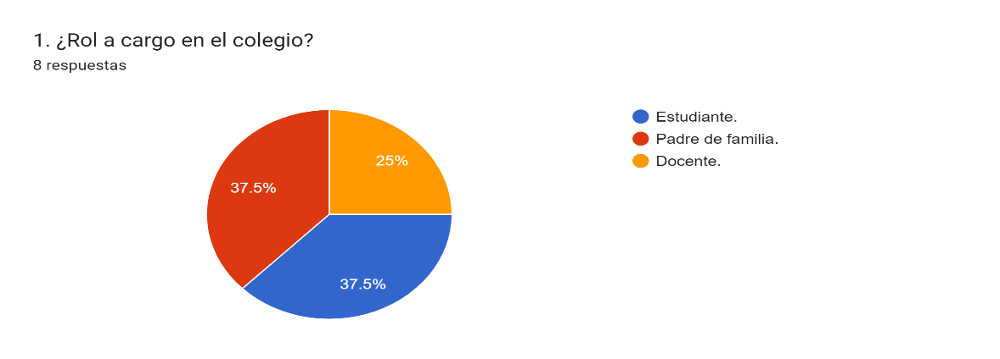 1. ¿Rol a cargo en el colegio?
8 respuestas
Estudiante.
Padre de familia.
Docente.
25%
37.5%
37.5%